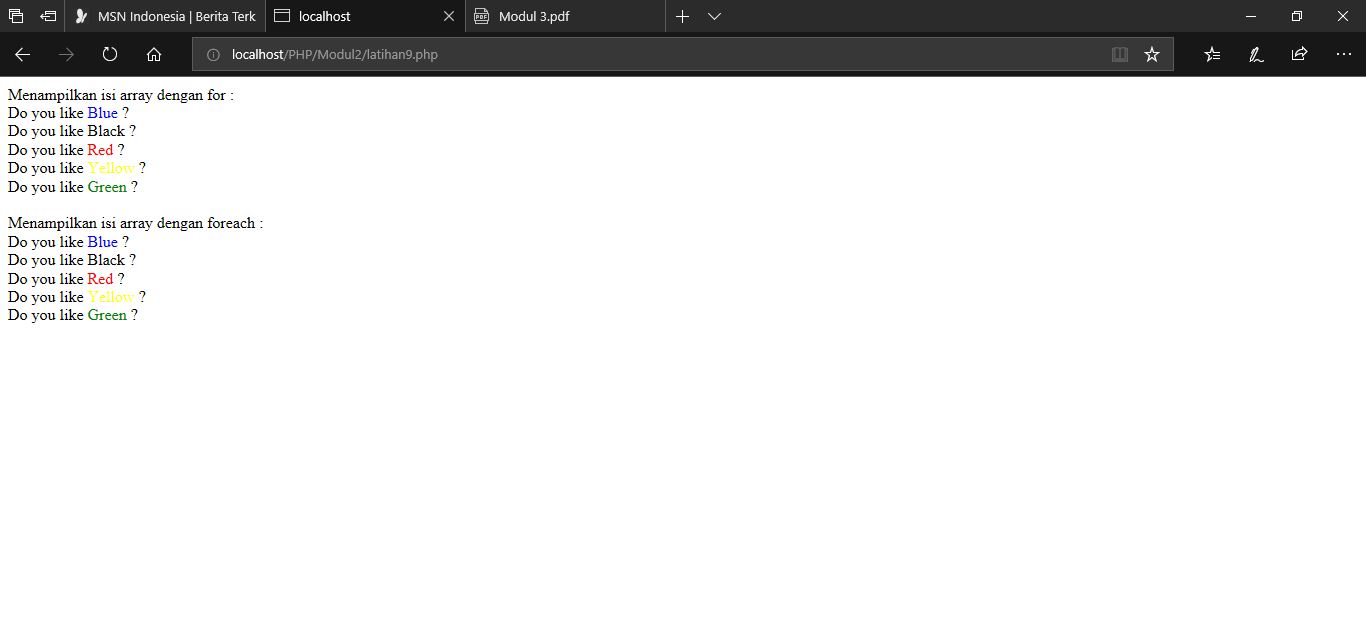 MSN Indonesia | Berita Terk
localhost
Modul 3.pdf
localhost/PHP/Modul2/latihan9.php
Menampilkan isi array dengan for :
Do you like Blue ?
Do you like Black ?
Do you like Red ?
Do you like Yellow ?
Do you like Green ?
Menampilkan isi array dengan foreach :
Do you like Blue ?
Do you like Black ?
Do you like Red ?
Do you like Yellow ?
Do you like Green ?